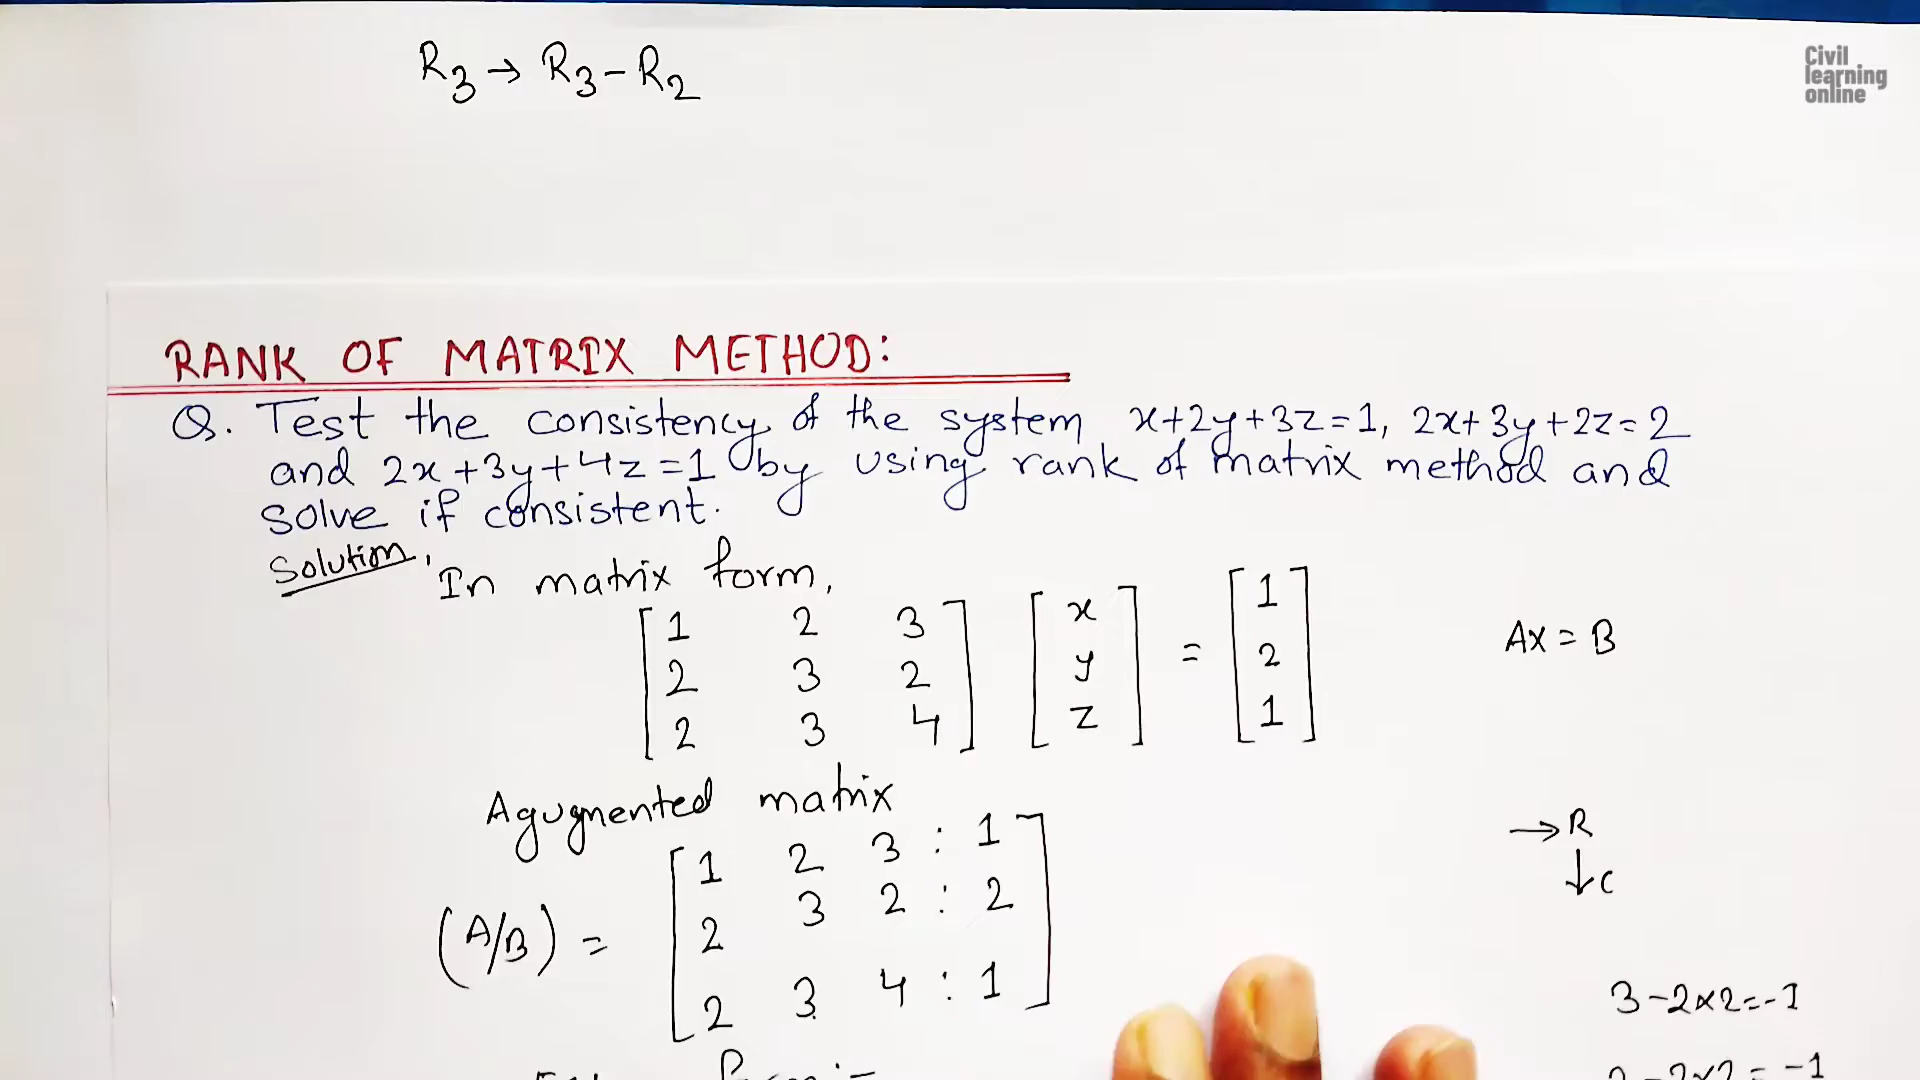 R3 → R3 - R2
Civil
learning
online
RANK OF MATRIX METHOD:
Q. Test the consistency of the system x+2y+3z=1, 2x+3y+2z=2
and 2x+3y+4z=1 by using rank of matrix method and
solve if consistent.
Solution, In matrix form,
[1 2 3] [x] = [1] Ax = B
[2 3 2] [y] [2]
[2 3 4] [z] [1]
Agugmented matrix
→R
↓C
(A/B) = [1 2 3 : 1]
[2 3 2 : 2]
[2 3 4 : 1]
3-2×2=-1